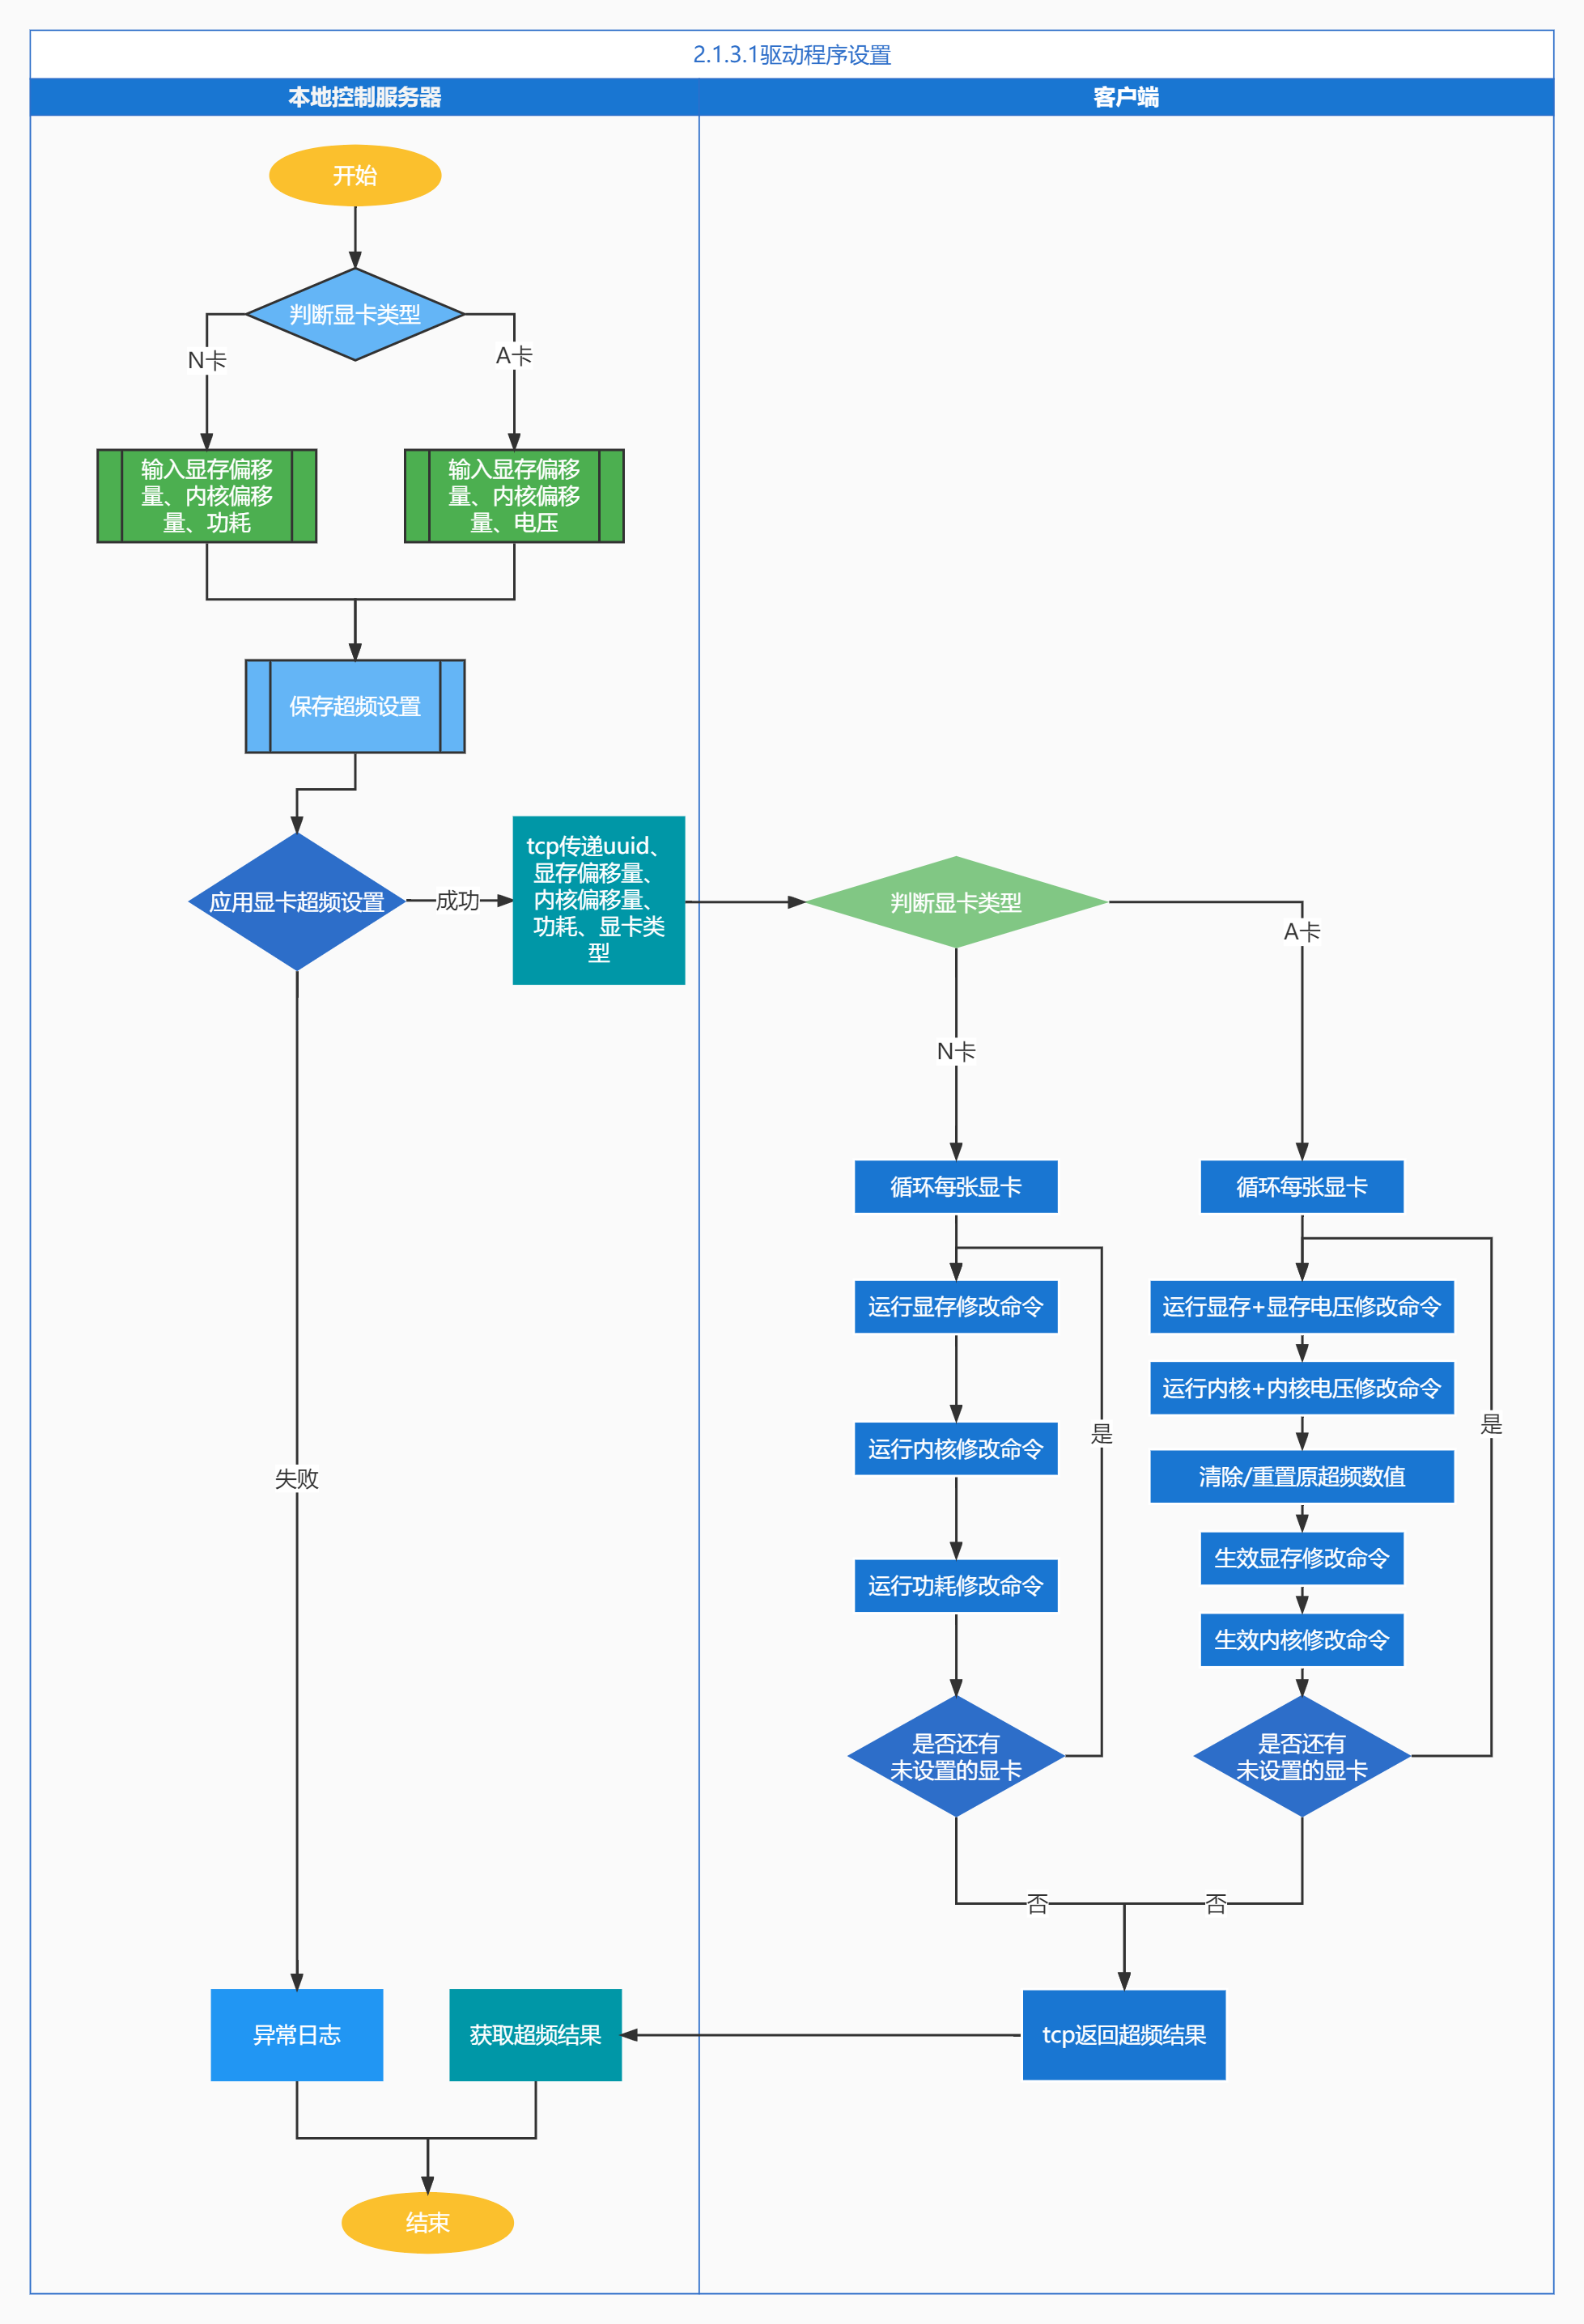 2.1.3.1驱动程序设置
本地控制服务器
客户端
开始
判断显卡类型
N卡
A卡
输入显存偏移
量、内核偏移
量、功耗
输入显存偏移
量、内核偏移
量、电压
保存超频设置
应用显卡超频设置
成功
tcp传递uuid、
显存偏移量、
内核偏移量、
功耗、显卡类
型
判断显卡类型
A卡
N卡
循环每张显卡
循环每张显卡
运行显存修改命令
运行显存+显存电压修改命令
运行内核+内核电压修改命令
是
是
运行内核修改命令
清除/重置原超频数值
失败
生效显存修改命令
运行功耗修改命令
生效内核修改命令
是否还有
未设置的显卡
是否还有
未设置的显卡
否
否
异常日志
获取超频结果
tcp返回超频结果
结束